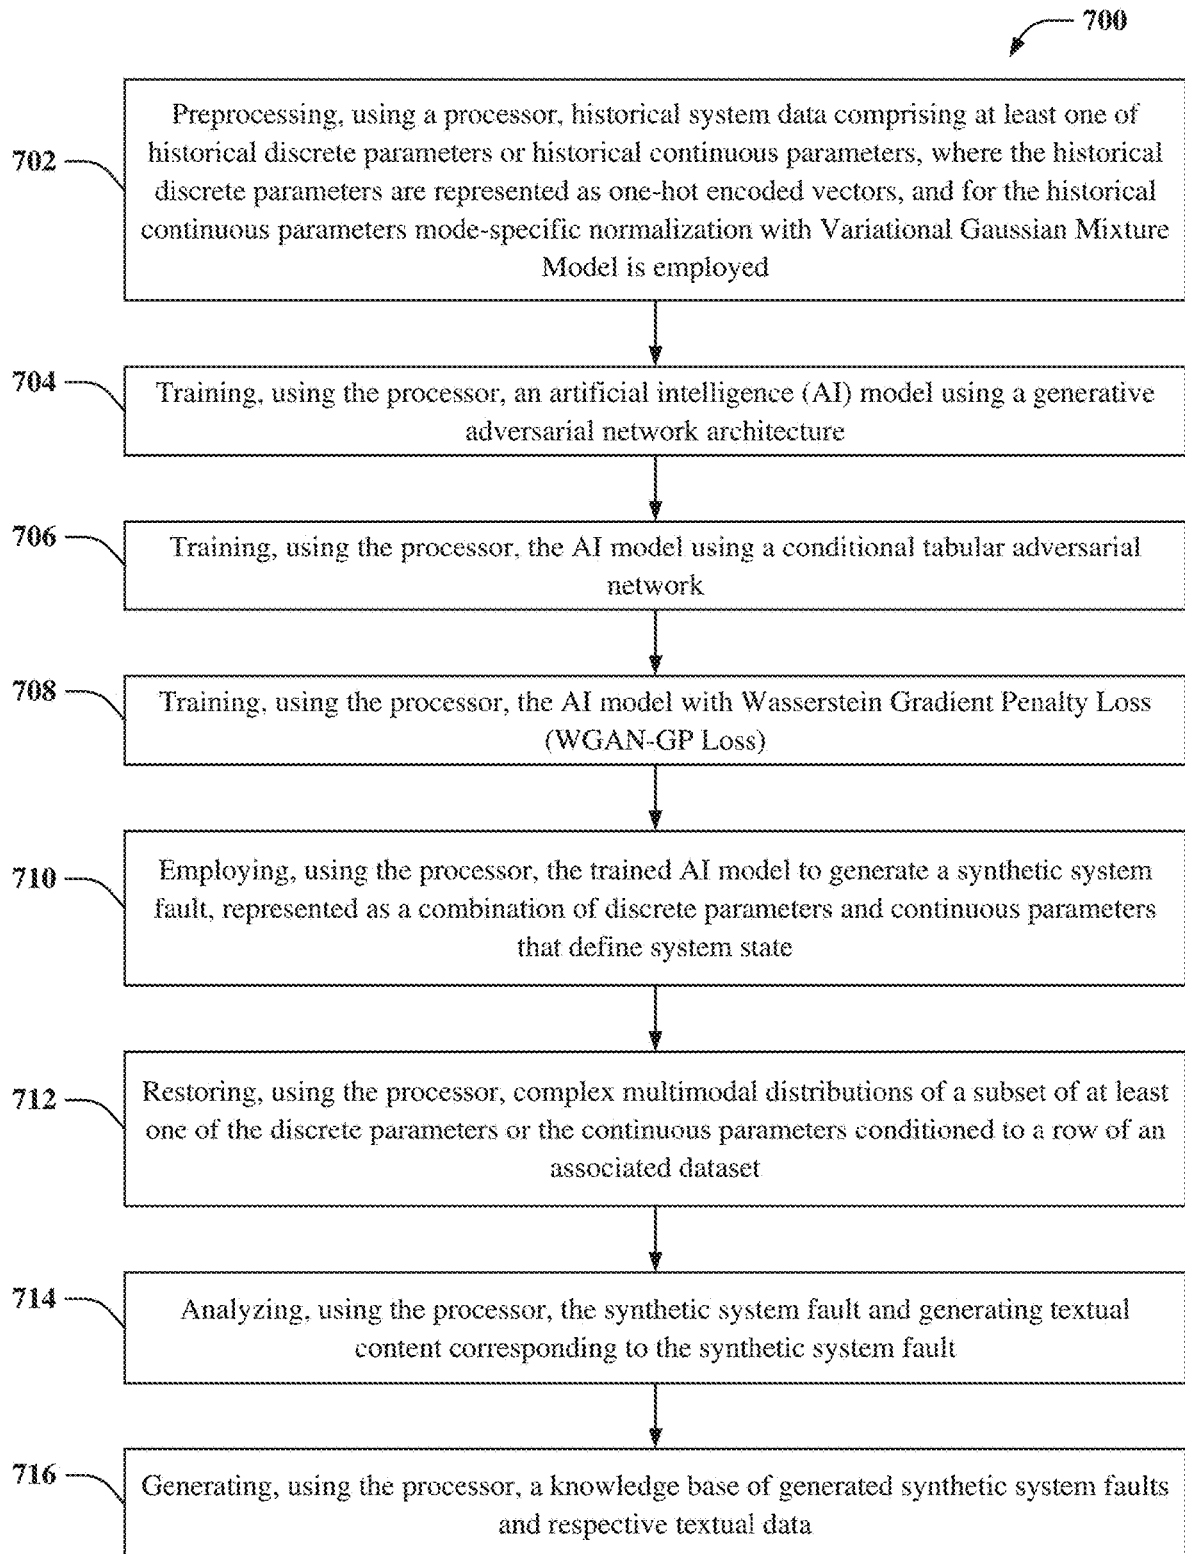 700
702
Preprocessing, using a processor, historical system data comprising at least one of
historical discrete parameters or historical continuous parameters, where the historical
discrete parameters are represented as one-hot encoded vectors, and for the historical
continuous parameters mode-specific normalization with Variational Gaussian Mixture
Model is employed
704
Training, using the processor, an artificial intelligence (AI) model using a generative
adversarial network architecture
706
Training, using the processor, the AI model using a conditional tabular adversarial
network
708
Training, using the processor, the AI model with Wasserstein Gradient Penalty Loss
(WGAN-GP Loss)
710
Employing, using the processor, the trained AI model to generate a synthetic system
fault, represented as a combination of discrete parameters and continuous parameters
that define system state
712
Restoring, using the processor, complex multimodal distributions of a subset of at least
one of the discrete parameters or the continuous parameters conditioned to a row of an
associated dataset
714
Analyzing, using the processor, the synthetic system fault and generating textual
content corresponding to the synthetic system fault
716
Generating, using the processor, a knowledge base of generated synthetic system faults
and respective textual data